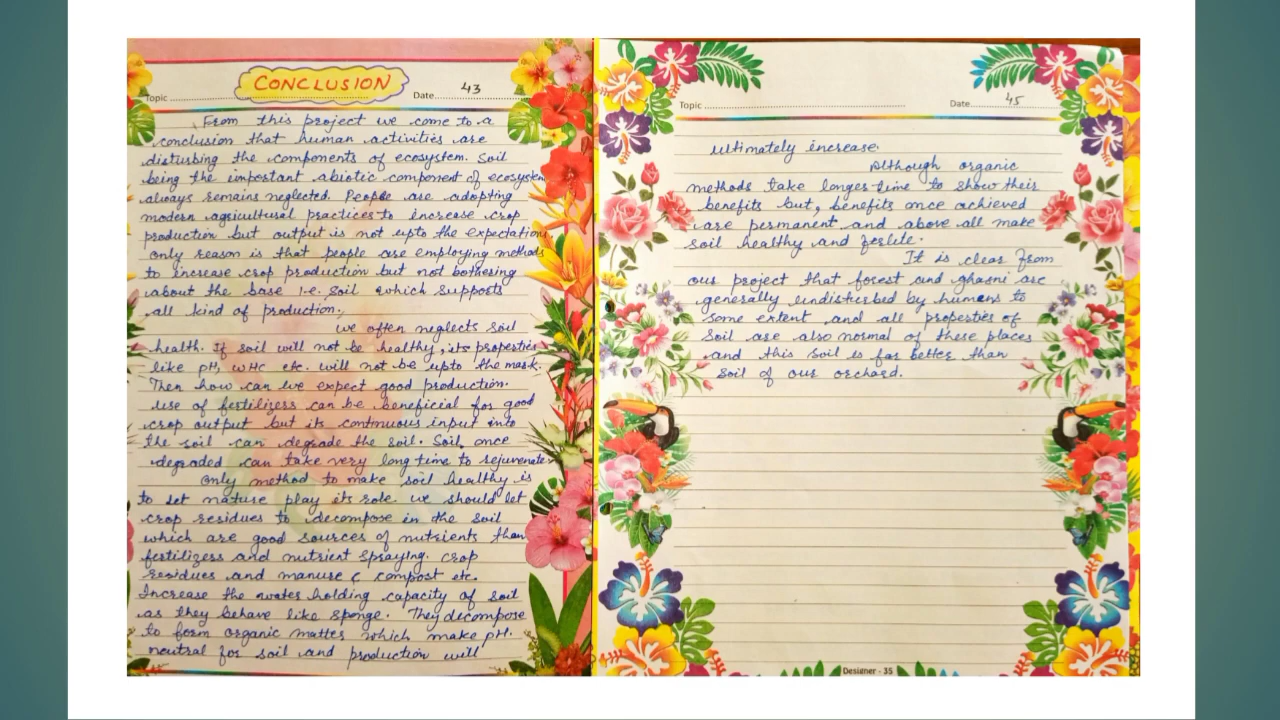 CONCLUSION
Topic
Date 43
From this project we come to a
conclusion that human activities are
disturbing the components of ecosystem. Soil
being the important abiotic component of ecosystem
always remains neglected. People are adopting
modern agricultural practices to increase crop
production but output is not upto the expectations
only reason is that people are employing methods
to increase crop production but not bothering
about the base i.e. soil which supports
all kind of production.
we often neglects soil
health. If soil will not be healthy, its properties
like pH, WHC etc. will not be upto the mark.
Then how can we expect good production.
use of fertilizers can be beneficial for good
crop output but its continuous input into
the soil can degrade the soil. Soil once
degraded can take very long time to rejuvenate.
Only method to make soil healthy is
to let nature play its role. we should let
crop residues to decompose in the soil
which are good sources of nutrients than
fertilizers and nutrient spraying. crop
residues and manure & compost etc.
Increase the water holding capacity of soil
as they behave like sponge. They decompose
to form organic matter which make pH.
neutral for soil and production will
Topic
Date 45
ultimately increase.
Although organic
methods take longer time to show their
benefits but, benefits once achieved
are permanent and above all make
soil healthy and ferlite.
It is clear from
our project that forest and ghasni are
generally undisturbed by humans to
some extent and all properties of
Soil are also normal of these places
and this soil is far better than
soil of our orchard.
Designer - 35